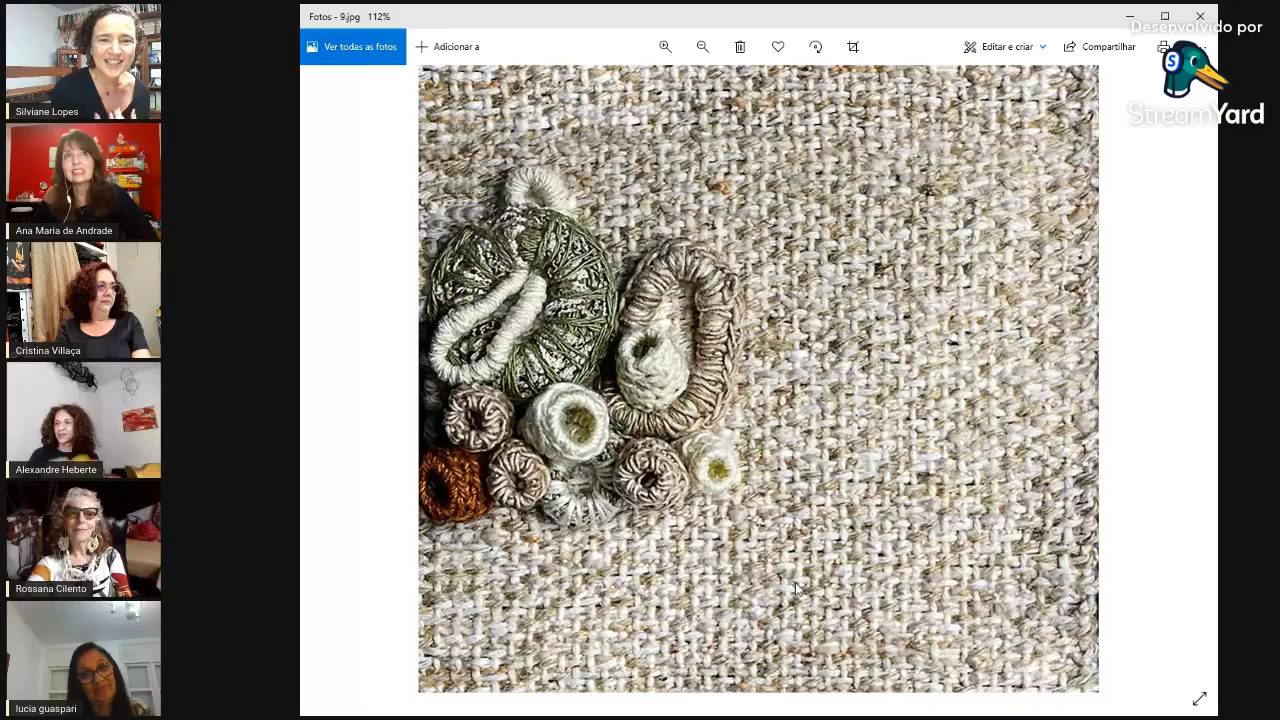 Fotos - 9.jpg 112%
Ver todas as fotos
Adicionar a
Editar e criar
Compartilhar
Desenvolvido por
S
StreamYard
Silviane Lopes
Ana Maria de Andrade
Cristina Villaça
Alexandre Heberte
Rossana Cilento
lucia guaspari